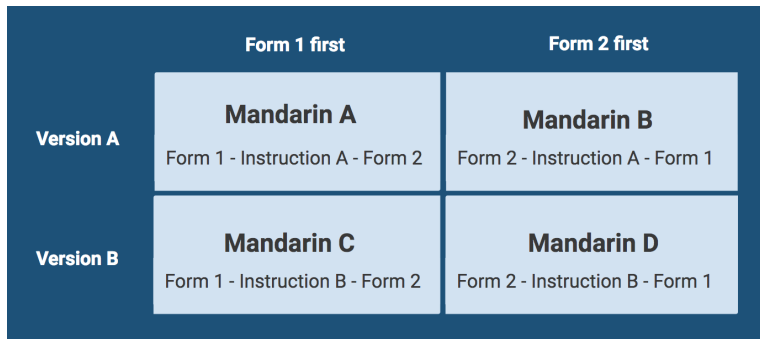 Form 1 first
Form 2 first
Version A
Mandarin A
Form 1 - Instruction A - Form 2
Mandarin B
Form 2 - Instruction A - Form 1
Version B
Mandarin C
Form 1 - Instruction B - Form 2
Mandarin D
Form 2 - Instruction B - Form 1